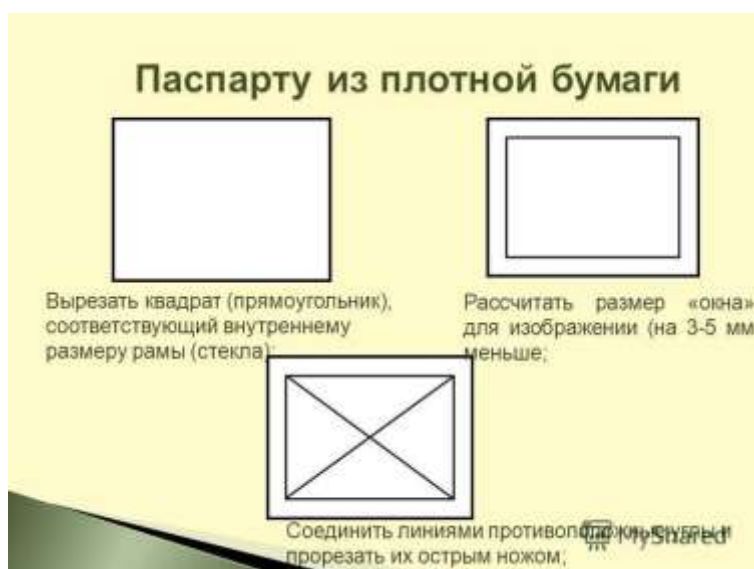 Паспарту из плотной бумаги
Вырезать квадрат (прямоугольник),
соответствующий внутреннему
размеру рамы (стекла);
Рассчитать размер «окна»
для изображении (на 3-5 мм
меньше;
Соединить линиями противоположные углы и
прорезать их острым ножом;
MyShared